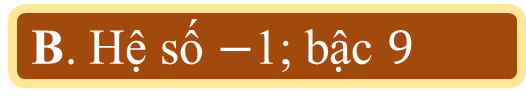 B. Hệ số −1; bậc 9